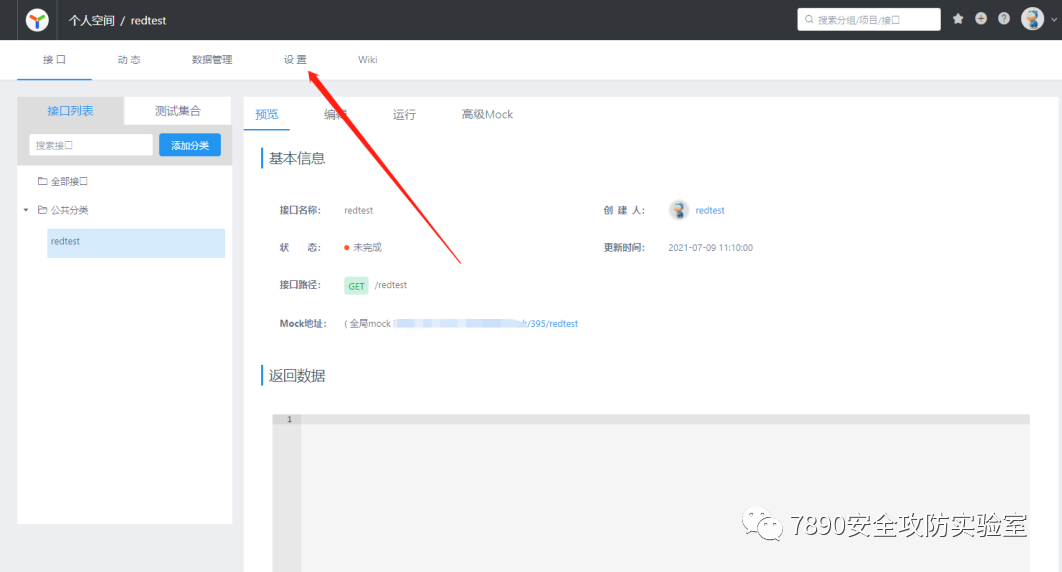 个人空间 / redtest
搜索分组/项目/接口
接口 动态 数据管理 设置 Wiki
接口列表 测试集合
搜索接口 添加分类
全部接口
公共分类
redtest
预览 编辑 运行 高级Mock
基本信息
接口名称: redtest 创建人: redtest
状态: 未完成 更新时间: 2021-07-09 11:10:00
接口路径: GET /redtest
Mock地址: ( 全局mock /395/redtest
返回数据
1
7890安全攻防实验室